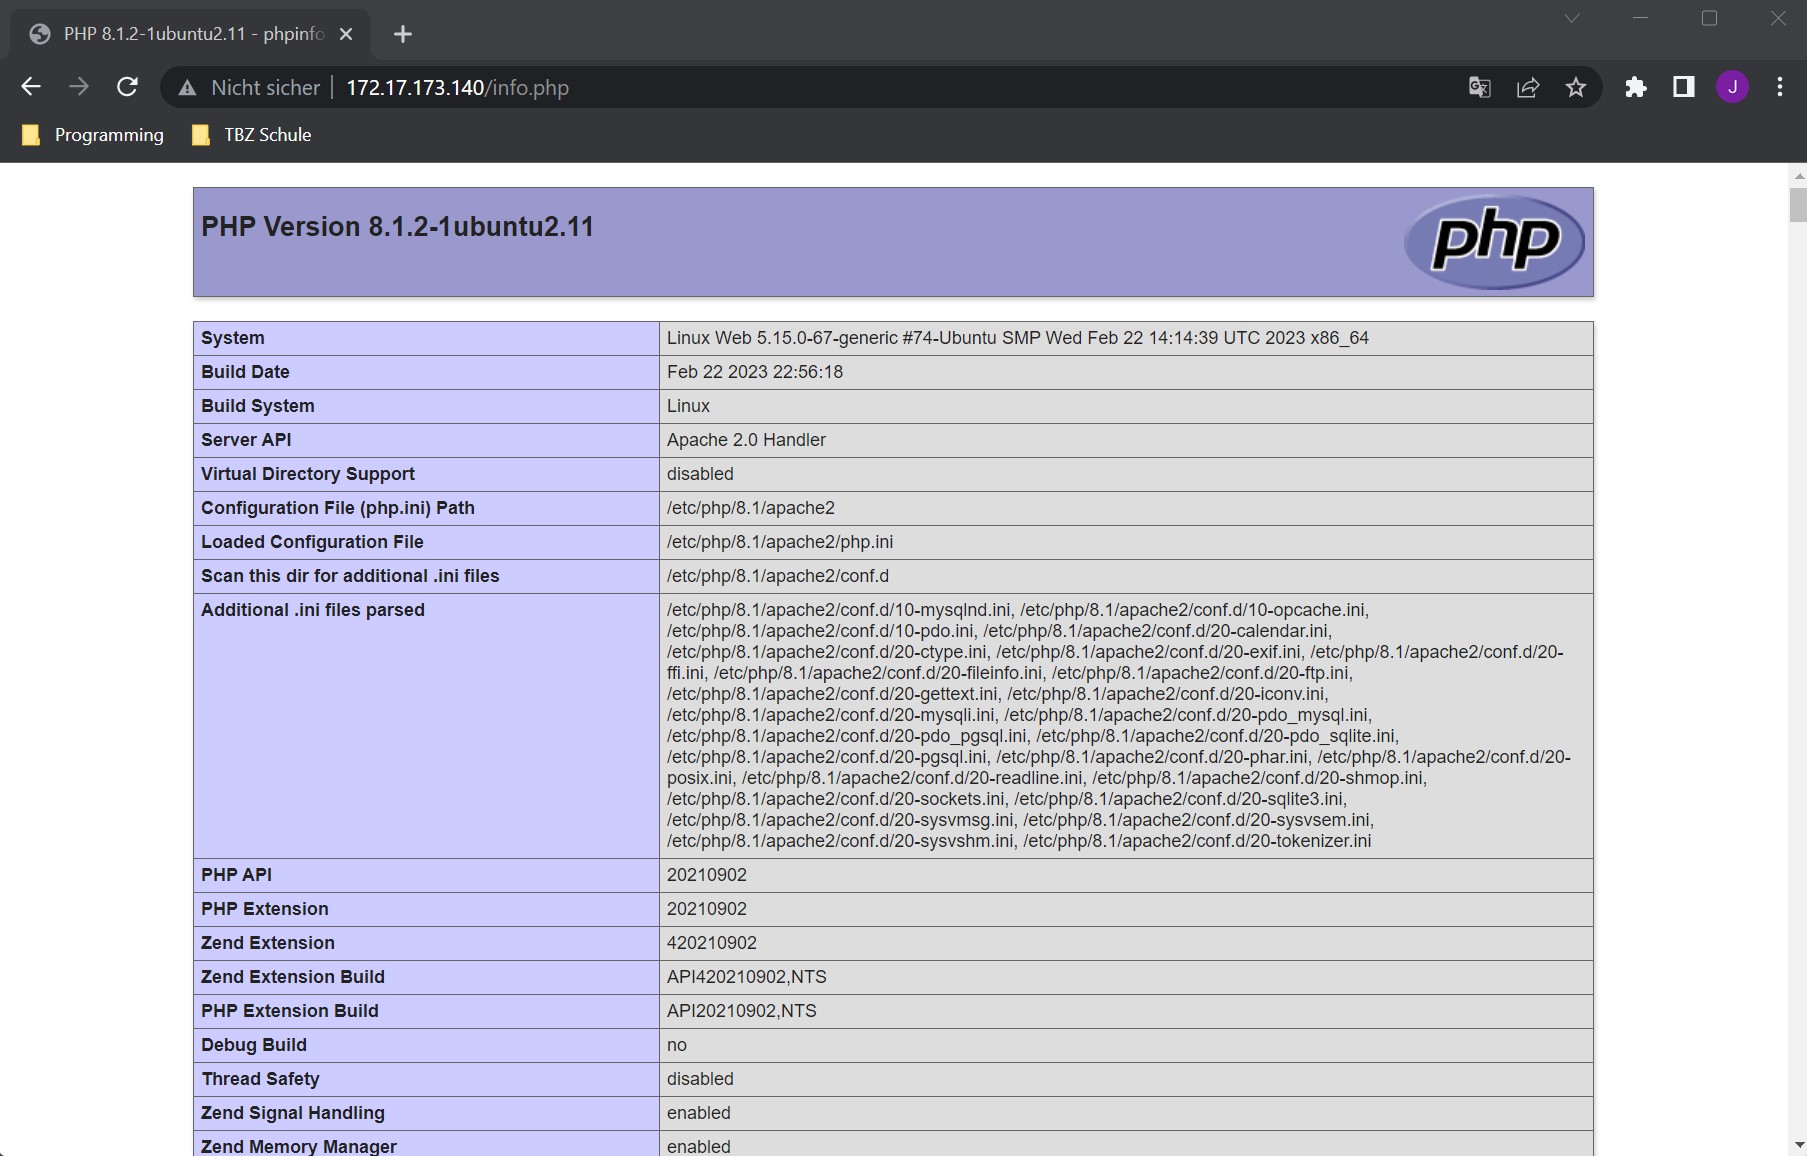 PHP 8.1.2-1ubuntu2.11 - phpinfo
Nicht sicher | 172.17.173.140/info.php
J
Programming
TBZ Schule
PHP Version 8.1.2-1ubuntu2.11
php
System Linux Web 5.15.0-67-generic #74-Ubuntu SMP Wed Feb 22 14:14:39 UTC 2023 x86_64
Build Date Feb 22 2023 22:56:18
Build System Linux
Server API Apache 2.0 Handler
Virtual Directory Support disabled
Configuration File (php.ini) Path /etc/php/8.1/apache2
Loaded Configuration File /etc/php/8.1/apache2/php.ini
Scan this dir for additional .ini files /etc/php/8.1/apache2/conf.d
Additional .ini files parsed /etc/php/8.1/apache2/conf.d/10-mysqlnd.ini, /etc/php/8.1/apache2/conf.d/10-opcache.ini,
/etc/php/8.1/apache2/conf.d/10-pdo.ini, /etc/php/8.1/apache2/conf.d/20-calendar.ini,
/etc/php/8.1/apache2/conf.d/20-ctype.ini, /etc/php/8.1/apache2/conf.d/20-exif.ini, /etc/php/8.1/apache2/conf.d/20-
ffi.ini, /etc/php/8.1/apache2/conf.d/20-fileinfo.ini, /etc/php/8.1/apache2/conf.d/20-ftp.ini,
/etc/php/8.1/apache2/conf.d/20-gettext.ini, /etc/php/8.1/apache2/conf.d/20-iconv.ini,
/etc/php/8.1/apache2/conf.d/20-mysqli.ini, /etc/php/8.1/apache2/conf.d/20-pdo_mysql.ini,
/etc/php/8.1/apache2/conf.d/20-pdo_pgsql.ini, /etc/php/8.1/apache2/conf.d/20-pdo_sqlite.ini,
/etc/php/8.1/apache2/conf.d/20-pgsql.ini, /etc/php/8.1/apache2/conf.d/20-phar.ini, /etc/php/8.1/apache2/conf.d/20-
posix.ini, /etc/php/8.1/apache2/conf.d/20-readline.ini, /etc/php/8.1/apache2/conf.d/20-shmop.ini,
/etc/php/8.1/apache2/conf.d/20-sockets.ini, /etc/php/8.1/apache2/conf.d/20-sqlite3.ini,
/etc/php/8.1/apache2/conf.d/20-sysvmsg.ini, /etc/php/8.1/apache2/conf.d/20-sysvsem.ini,
/etc/php/8.1/apache2/conf.d/20-sysvshm.ini, /etc/php/8.1/apache2/conf.d/20-tokenizer.ini
PHP API 20210902
PHP Extension 20210902
Zend Extension 420210902
Zend Extension Build API420210902,NTS
PHP Extension Build API20210902,NTS
Debug Build no
Thread Safety disabled
Zend Signal Handling enabled
Zend Memory Manager enabled